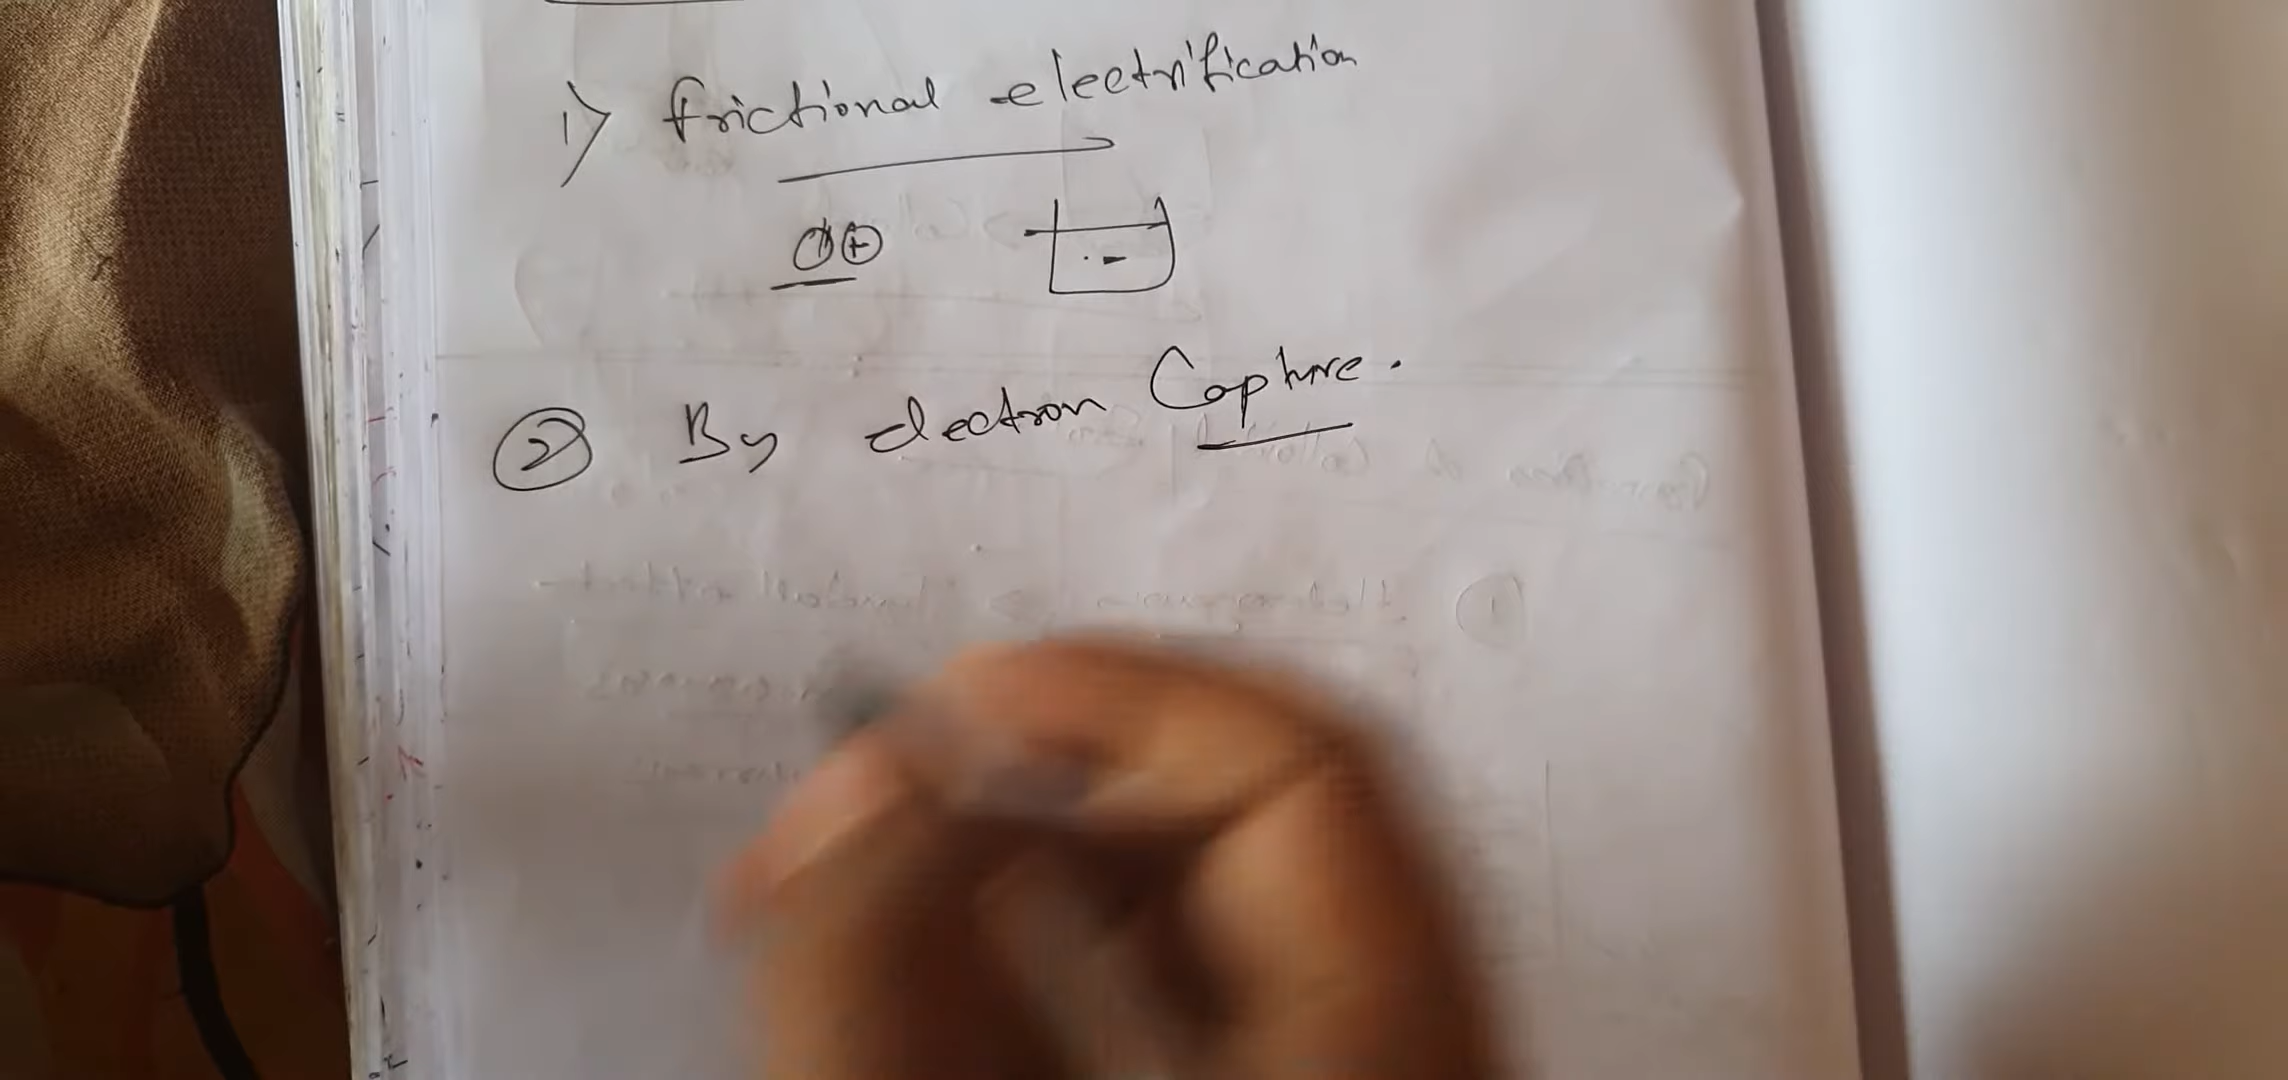 1) frictional electrification
+ +
-
② By electron Capture.